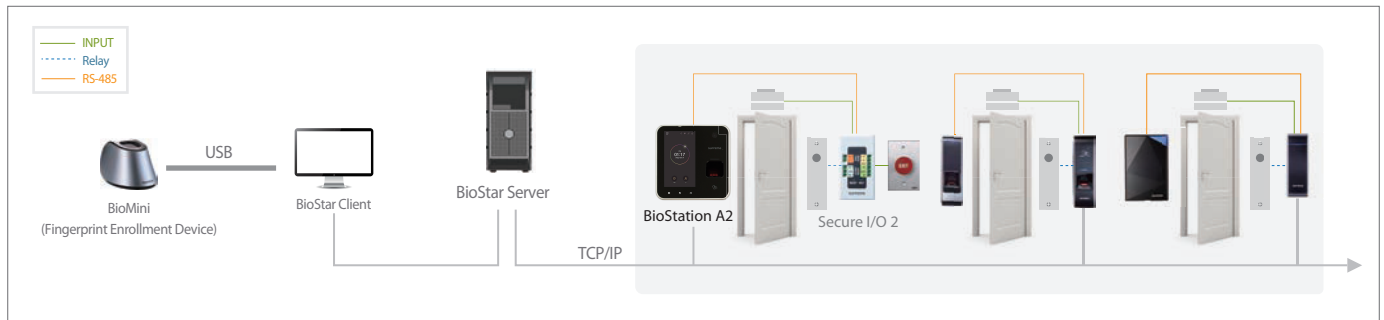 INPUT
Relay
RS-485
USB
BioMini
(Fingerprint Enrollment Device)
BioStar Client
BioStar Server
TCP/IP
BioStation A2
Secure I/O 2
EXIT